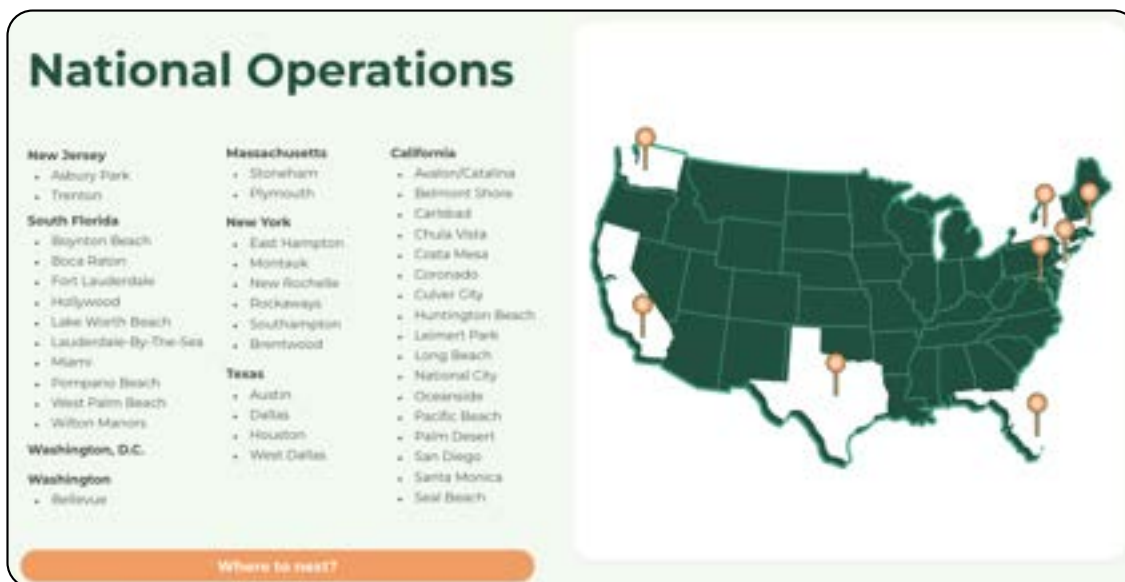 National Operations
New Jersey
Asbury Park
Trenton
South Florida
Boynton Beach
Boca Raton
Fort Lauderdale
Hollywood
Lake Worth Beach
Lauderdale-By-The-Sea
Miami
Pompano Beach
West Palm Beach
Wilton Manors
Washington, D.C.
Washington
Bellevue
Massachusetts
Stoneham
Plymouth
New York
East Hampton
Montauk
New Rochelle
Rockaways
Southampton
Brentwood
Texas
Austin
Dallas
Houston
West Dallas
California
Avalon/Catalina
Belmont Shore
Carlsbad
Chula Vista
Costa Mesa
Coronado
Culver City
Huntington Beach
Leimert Park
Long Beach
National City
Oceanside
Pacific Beach
Palm Desert
San Diego
Santa Monica
Seal Beach
Where to next?